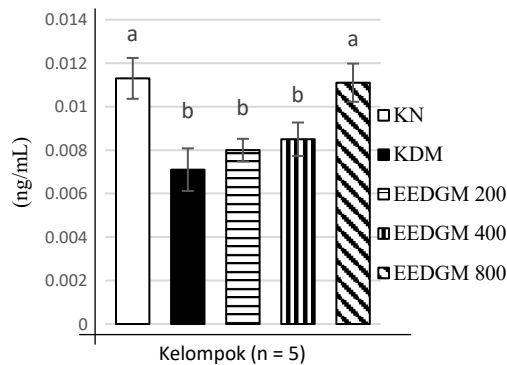 0.014
0.012
0.01
0.008
0.006
0.004
0.002
0
(ng/mL)
a
b
b
b
a
KN
KDM
EEDGM 200
EEDGM 400
EEDGM 800
Kelompok (n = 5)